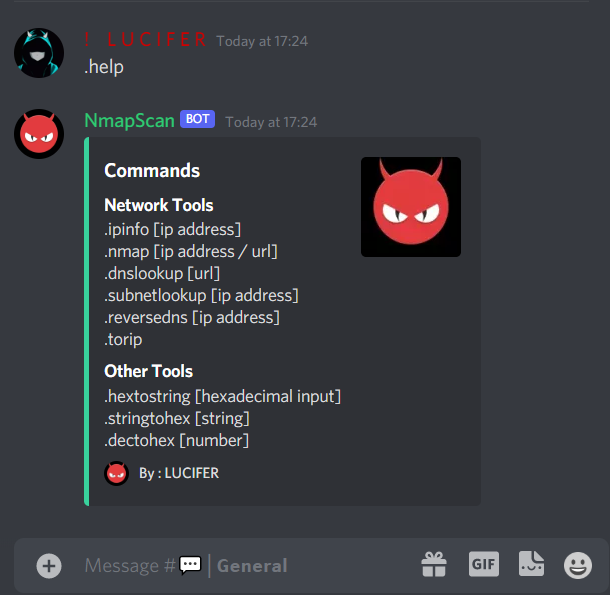 ! L U C I F E R Today at 17:24
.help
NmapScan BOT Today at 17:24
Commands
Network Tools
.ipinfo [ip address]
.nmap [ip address / url]
.dnslookup [url]
.subnetlookup [ip address]
.reversedns [ip address]
.torip
Other Tools
.hextostring [hexadecimal input]
.stringtohex [string]
.dectohex [number]
By : LUCIFER
Message #💬 | General GIF